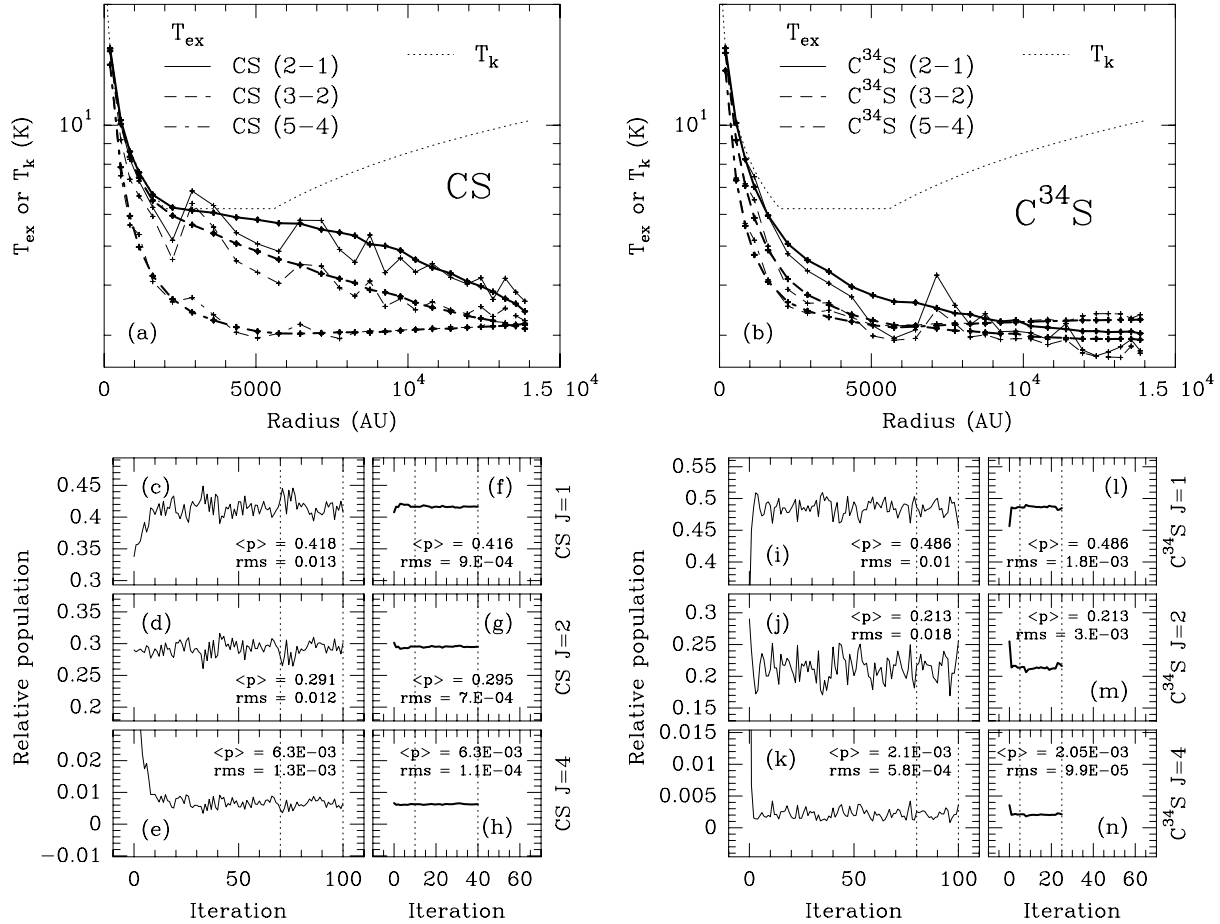 T_ex
CS (2−1)
CS (3−2)
CS (5−4)
T_k
CS
(a)
10^1
T_ex or T_k (K)
0
5000
10^4
1.5 10^4
Radius (AU)
T_ex
C^34S (2−1)
C^34S (3−2)
C^34S (5−4)
T_k
C^34S
(b)
10^1
T_ex or T_k (K)
0
5000
10^4
1.5 10^4
Radius (AU)
Relative population
0.45
0.4
0.35
0.3
(c)
<p> = 0.418
rms = 0.013
(f)
<p> = 0.416
rms = 9.E−04
CS J=1
0.35
0.3
0.25
0.2
(d)
<p> = 0.291
rms = 0.012
(g)
<p> = 0.295
rms = 7.E−04
CS J=2
0.02
0.01
0
−0.01
<p> = 6.3E−03
rms = 1.3E−03
(e)
<p> = 6.3E−03
rms = 1.1E−04
(h)
CS J=4
0
50
100
0
20
40
60
Iteration
Iteration
Relative population
0.55
0.5
0.45
0.4
(i)
<p> = 0.486
rms = 0.01
(l)
<p> = 0.486
rms = 1.8E−03
C^34S J=1
0.3
0.25
0.2
0.15
(j)
<p> = 0.213
rms = 0.018
<p> = 0.213
rms = 3.E−03
(m)
C^34S J=2
0.015
0.01
0.005
0
(k)
<p> = 2.1E−03
rms = 5.8E−04
<p> = 2.05E−03
rms = 9.9E−05
(n)
C^34S J=4
0
50
100
0
20
40
60
Iteration
Iteration